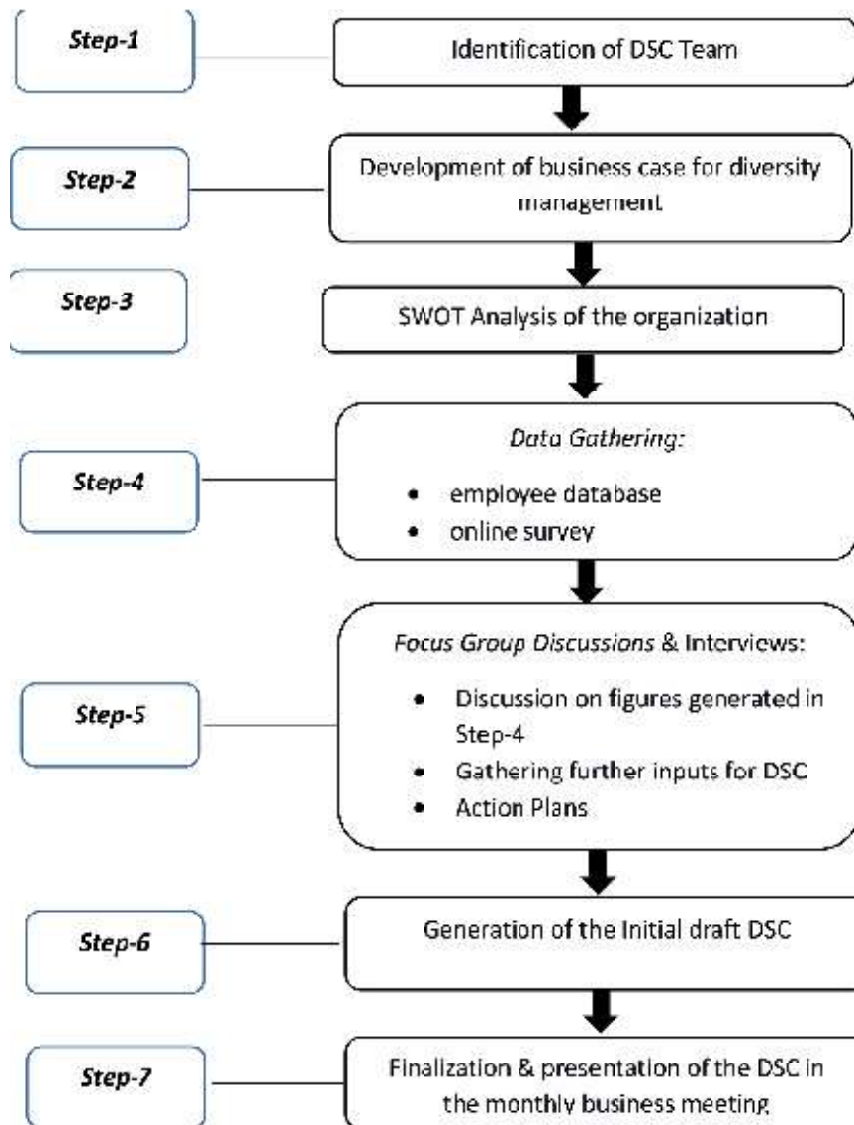 Step-1
Identification of DSC Team
Step-2
Development of business case for diversity
management
Step-3
SWOT Analysis of the organization
Step-4
Data Gathering:
• employee database
• online survey
Step-5
Focus Group Discussions & Interviews:
• Discussion on figures generated in
Step-4
• Gathering further inputs for DSC
• Action Plans
Step-6
Generation of the Initial draft DSC
Step-7
Finalization & presentation of the DSC in
the monthly business meeting